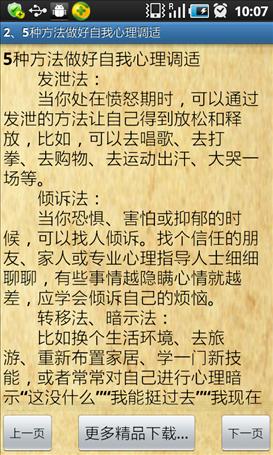 10:07
2、5种方法做好自我心理调适
5种方法做好自我心理调适
发泄法：
当你处在愤怒期时，可以通过
发泄的方法让自己得到放松和释
放，比如，可以去唱歌、去打
拳、去购物、去运动出汗、大哭一
场等。
倾诉法：
当你恐惧、害怕或抑郁的时
候，可以找人倾诉。找个信任的朋
友、家人或专业心理指导人士细细
聊聊，有些事情越隐瞒心情就越
差，应学会倾诉自己的烦恼。
转移法、暗示法：
比如换个生活环境、去旅
游、重新布置家居、学一门新技
能，或者常常对自己进行心理暗
示“这没什么”“我能挺过去”“我现在
上一页
更多精品下载...
下一页